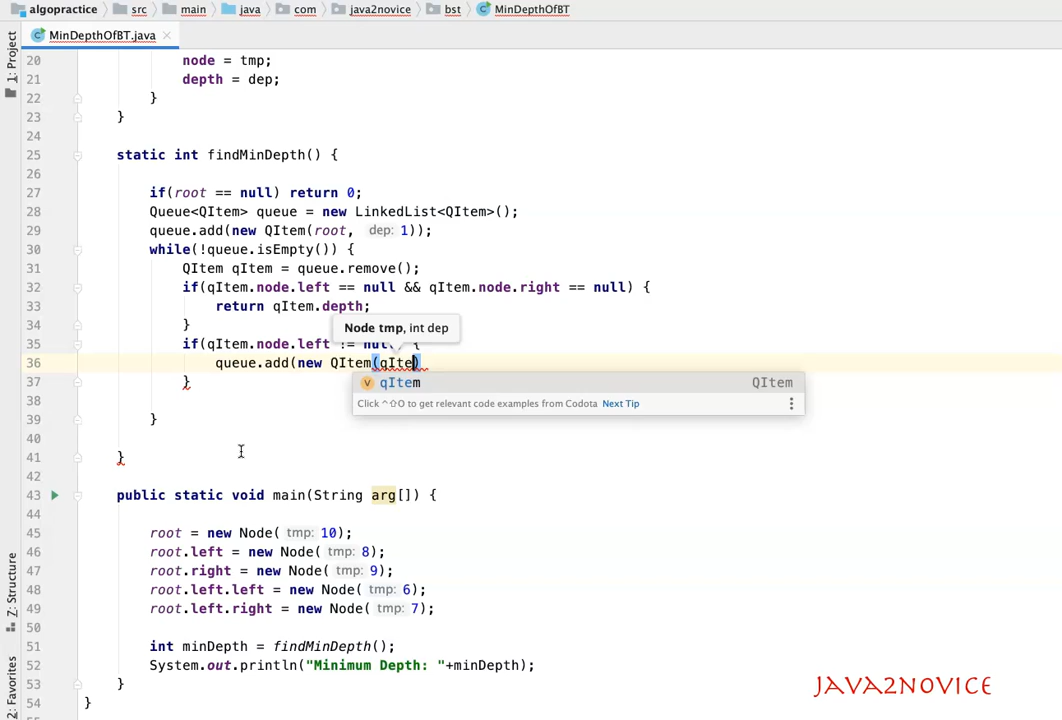 algopractice src main java com java2novice bst MinDepthOfBT
MinDepthOfBT.java
1: Project
20 node = tmp;
21 depth = dep;
22 }
23 }
24
25 static int findMinDepth() {
26
27 if(root == null) return 0;
28 Queue<QItem> queue = new LinkedList<QItem>();
29 queue.add(new QItem(root, dep: 1));
30 while(!queue.isEmpty()) {
31 QItem qItem = queue.remove();
32 if(qItem.node.left == null && qItem.node.right == null) {
33 return qItem.depth;
34 }
Node tmp, int dep
35 if(qItem.node.left != null) {
36 queue.add(new QItem(qIte)
37 }
qItem QItem
Click ^⇧O to get relevant code examples from Codota Next Tip
38
39 }
40
41 }
42
43 public static void main(String arg[]) {
44
45 root = new Node( tmp: 10);
46 root.left = new Node( tmp: 8);
47 root.right = new Node( tmp: 9);
48 root.left.left = new Node( tmp: 6);
49 root.left.right = new Node( tmp: 7);
50
51 int minDepth = findMinDepth();
52 System.out.println("Minimum Depth: "+minDepth);
53 }
54 }
Z: Structure
2: Favorites
JAVA2NOVICE